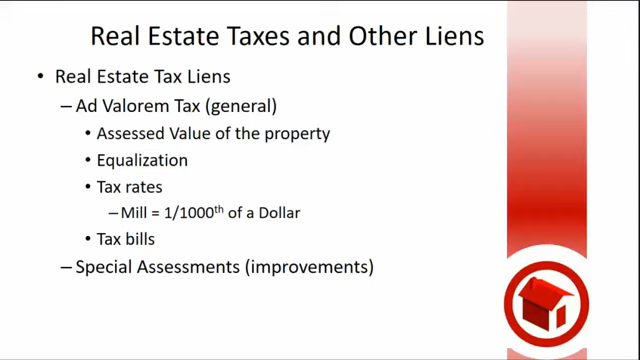 Real Estate Taxes and Other Liens
• Real Estate Tax Liens
– Ad Valorem Tax (general)
• Assessed Value of the property
• Equalization
• Tax rates
– Mill = 1/1000th of a Dollar
• Tax bills
– Special Assessments (improvements)